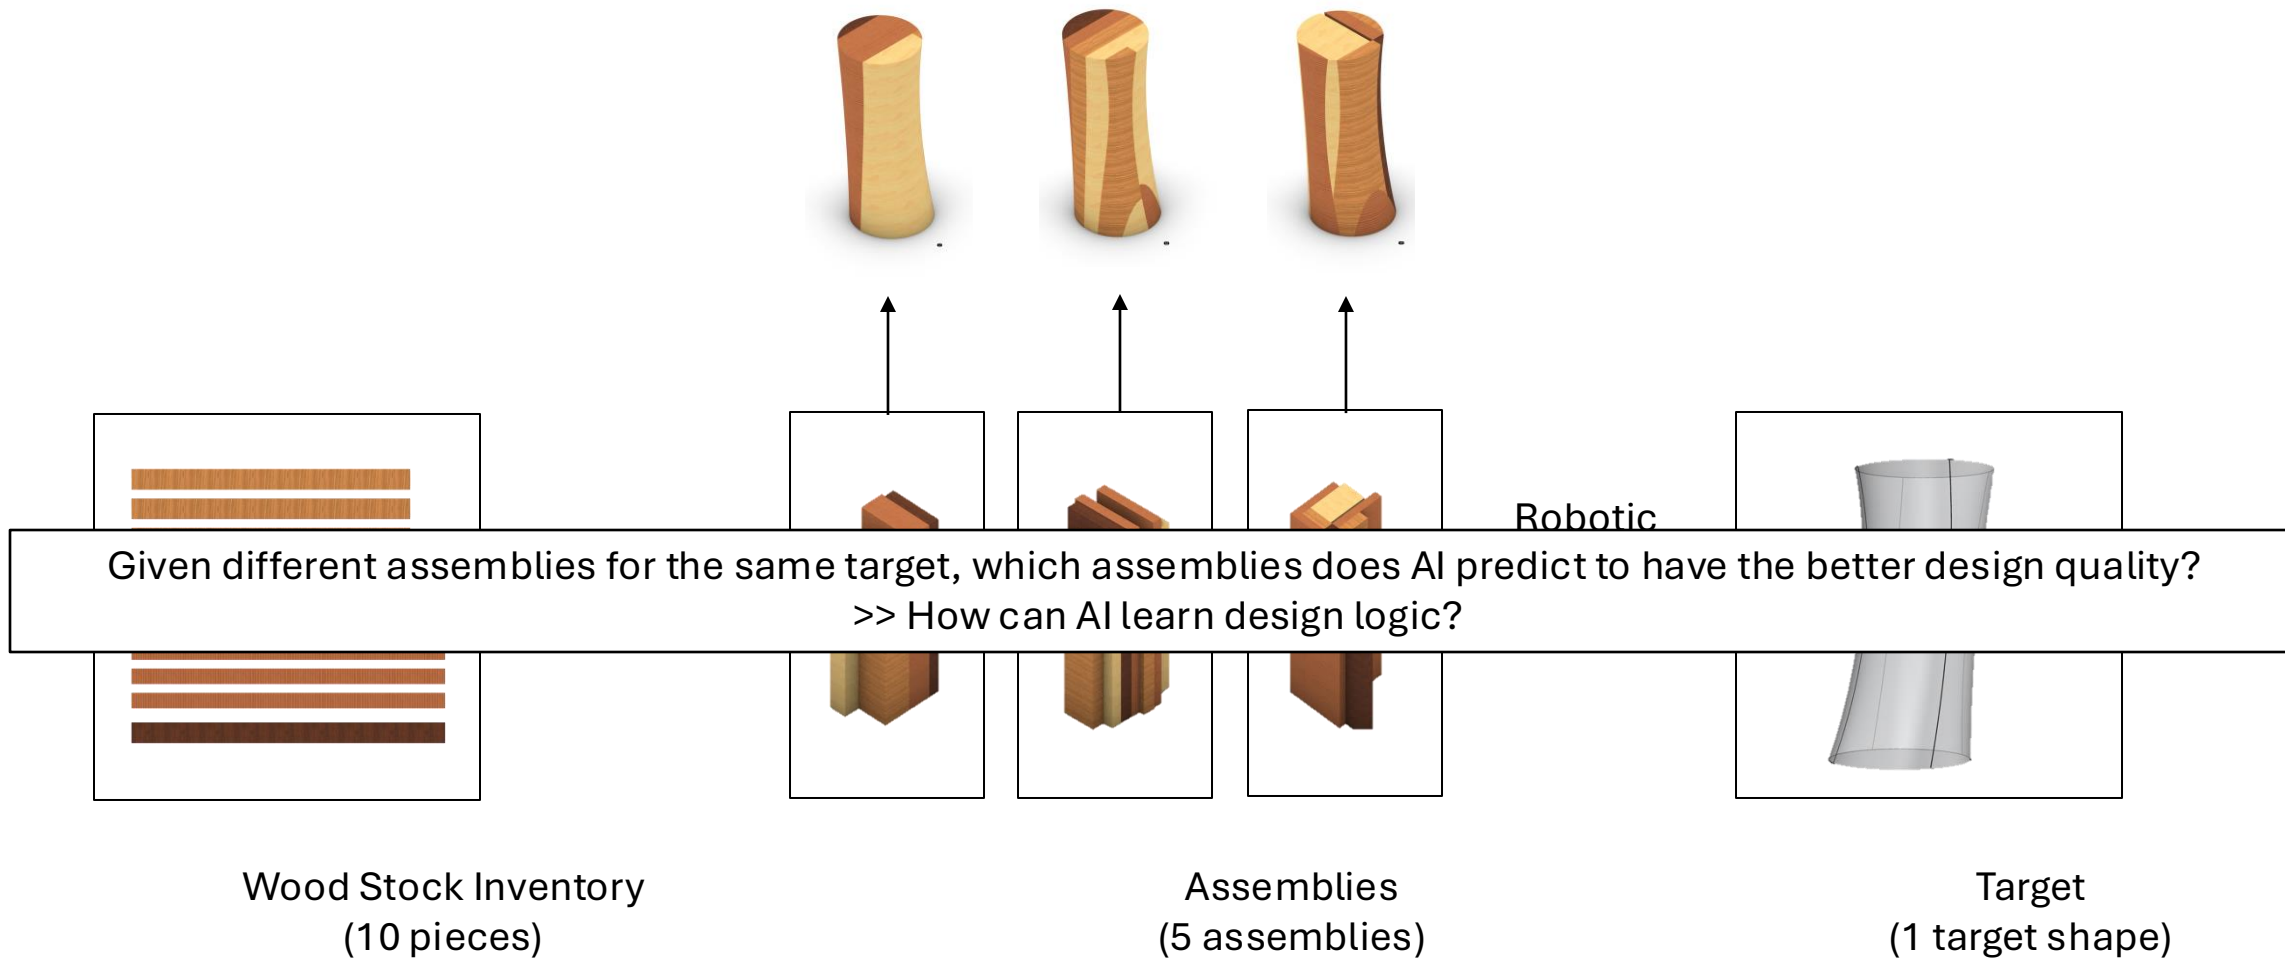 Robotic
Given different assemblies for the same target, which assemblies does AI predict to have the better design quality?
>> How can AI learn design logic?
Wood Stock Inventory
(10 pieces)
Assemblies
(5 assemblies)
Target
(1 target shape)